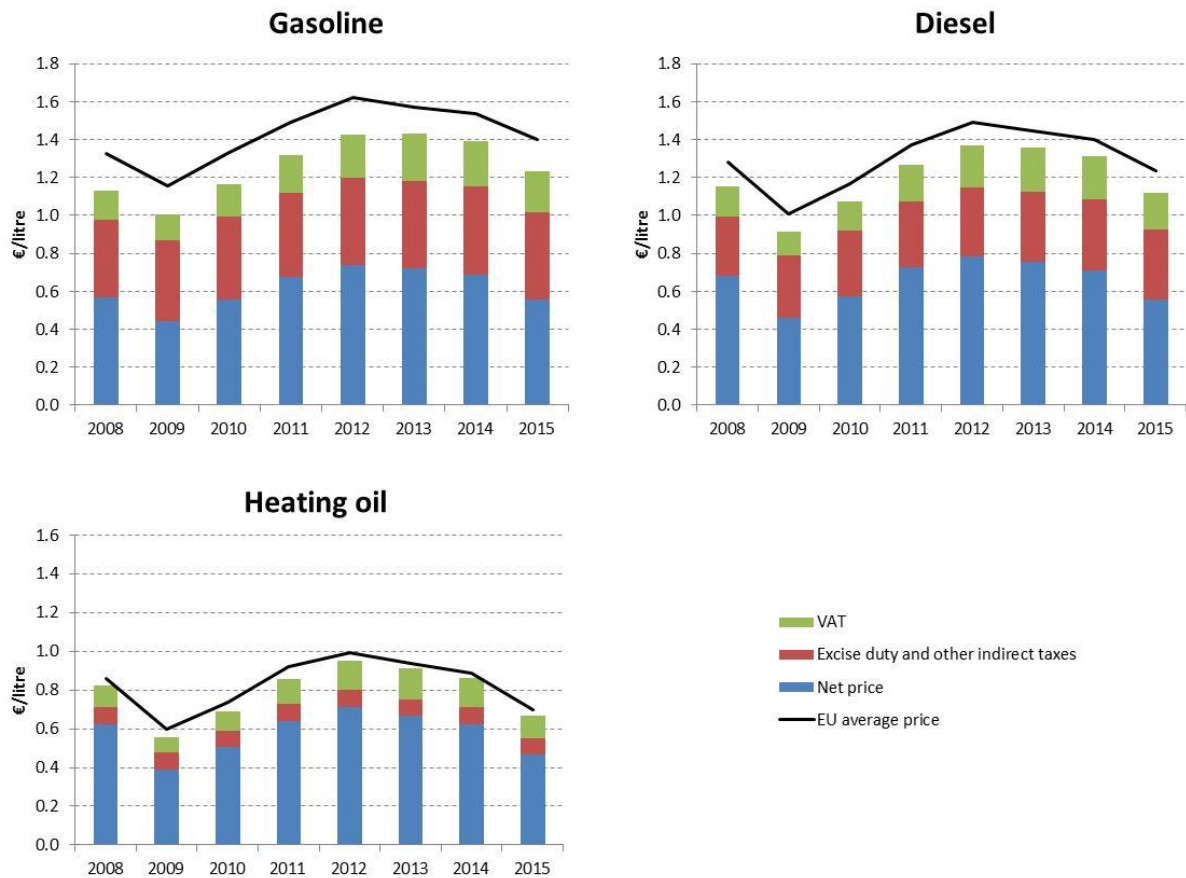 Gasoline
1.8
1.6
1.4
1.2
1.0
0.8
0.6
0.4
0.2
0.0
€/litre
2008 2009 2010 2011 2012 2013 2014 2015
Diesel
1.8
1.6
1.4
1.2
1.0
0.8
0.6
0.4
0.2
0.0
€/litre
2008 2009 2010 2011 2012 2013 2014 2015
Heating oil
1.6
1.4
1.2
1.0
0.8
0.6
0.4
0.2
0.0
€/litre
2008 2009 2010 2011 2012 2013 2014 2015
VAT
Excise duty and other indirect taxes
Net price
EU average price